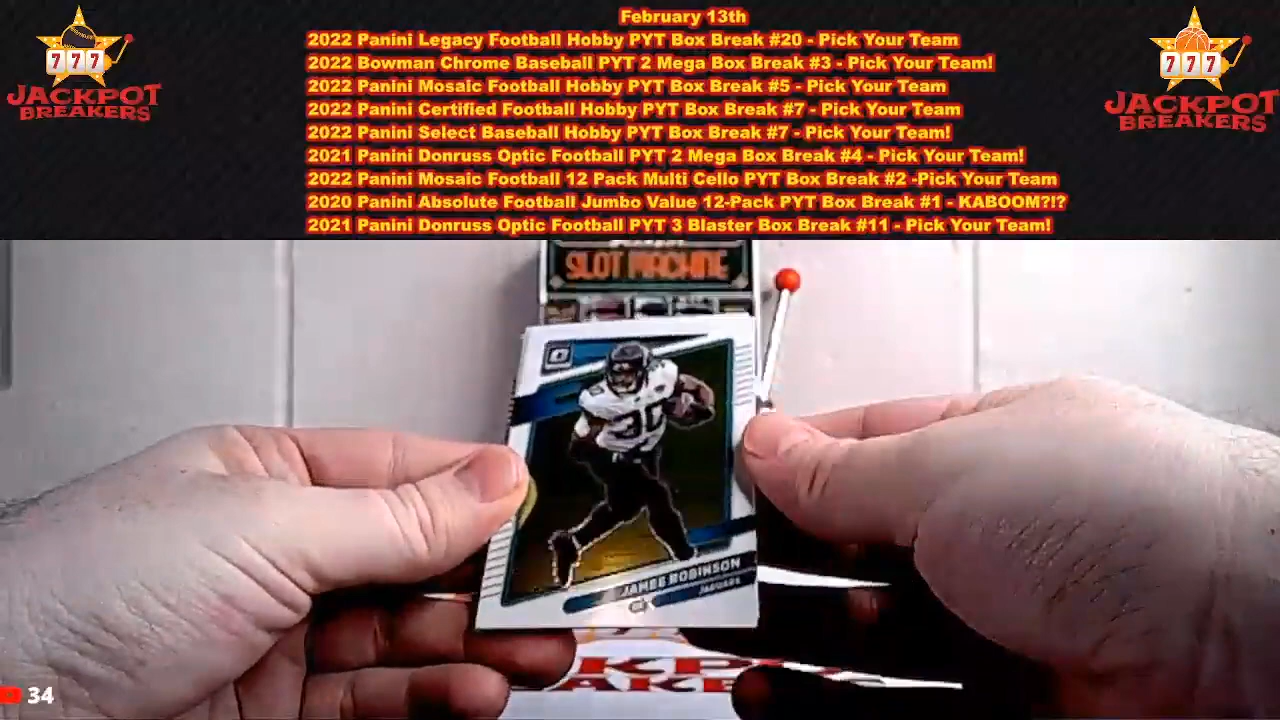 February 13th
2022 Panini Legacy Football Hobby PYT Box Break #20 - Pick Your Team
2022 Bowman Chrome Baseball PYT 2 Mega Box Break #3 - Pick Your Team!
2022 Panini Mosaic Football Hobby PYT Box Break #5 - Pick Your Team
2022 Panini Certified Football Hobby PYT Box Break #7 - Pick Your Team
2022 Panini Select Baseball Hobby PYT Box Break #7 - Pick Your Team!
2021 Panini Donruss Optic Football PYT 2 Mega Box Break #4 - Pick Your Team!
2022 Panini Mosaic Football 12 Pack Multi Cello PYT Box Break #2 -Pick Your Team
2020 Panini Absolute Football Jumbo Value 12-Pack PYT Box Break #1 - KABOOM?!?
2021 Panini Donruss Optic Football PYT 3 Blaster Box Break #11 - Pick Your Team!
777
JACKPOT
BREAKERS
777
JACKPOT
BREAKERS
SLOT MACHINE
30
30
JAMES ROBINSON
JAGUARS
34